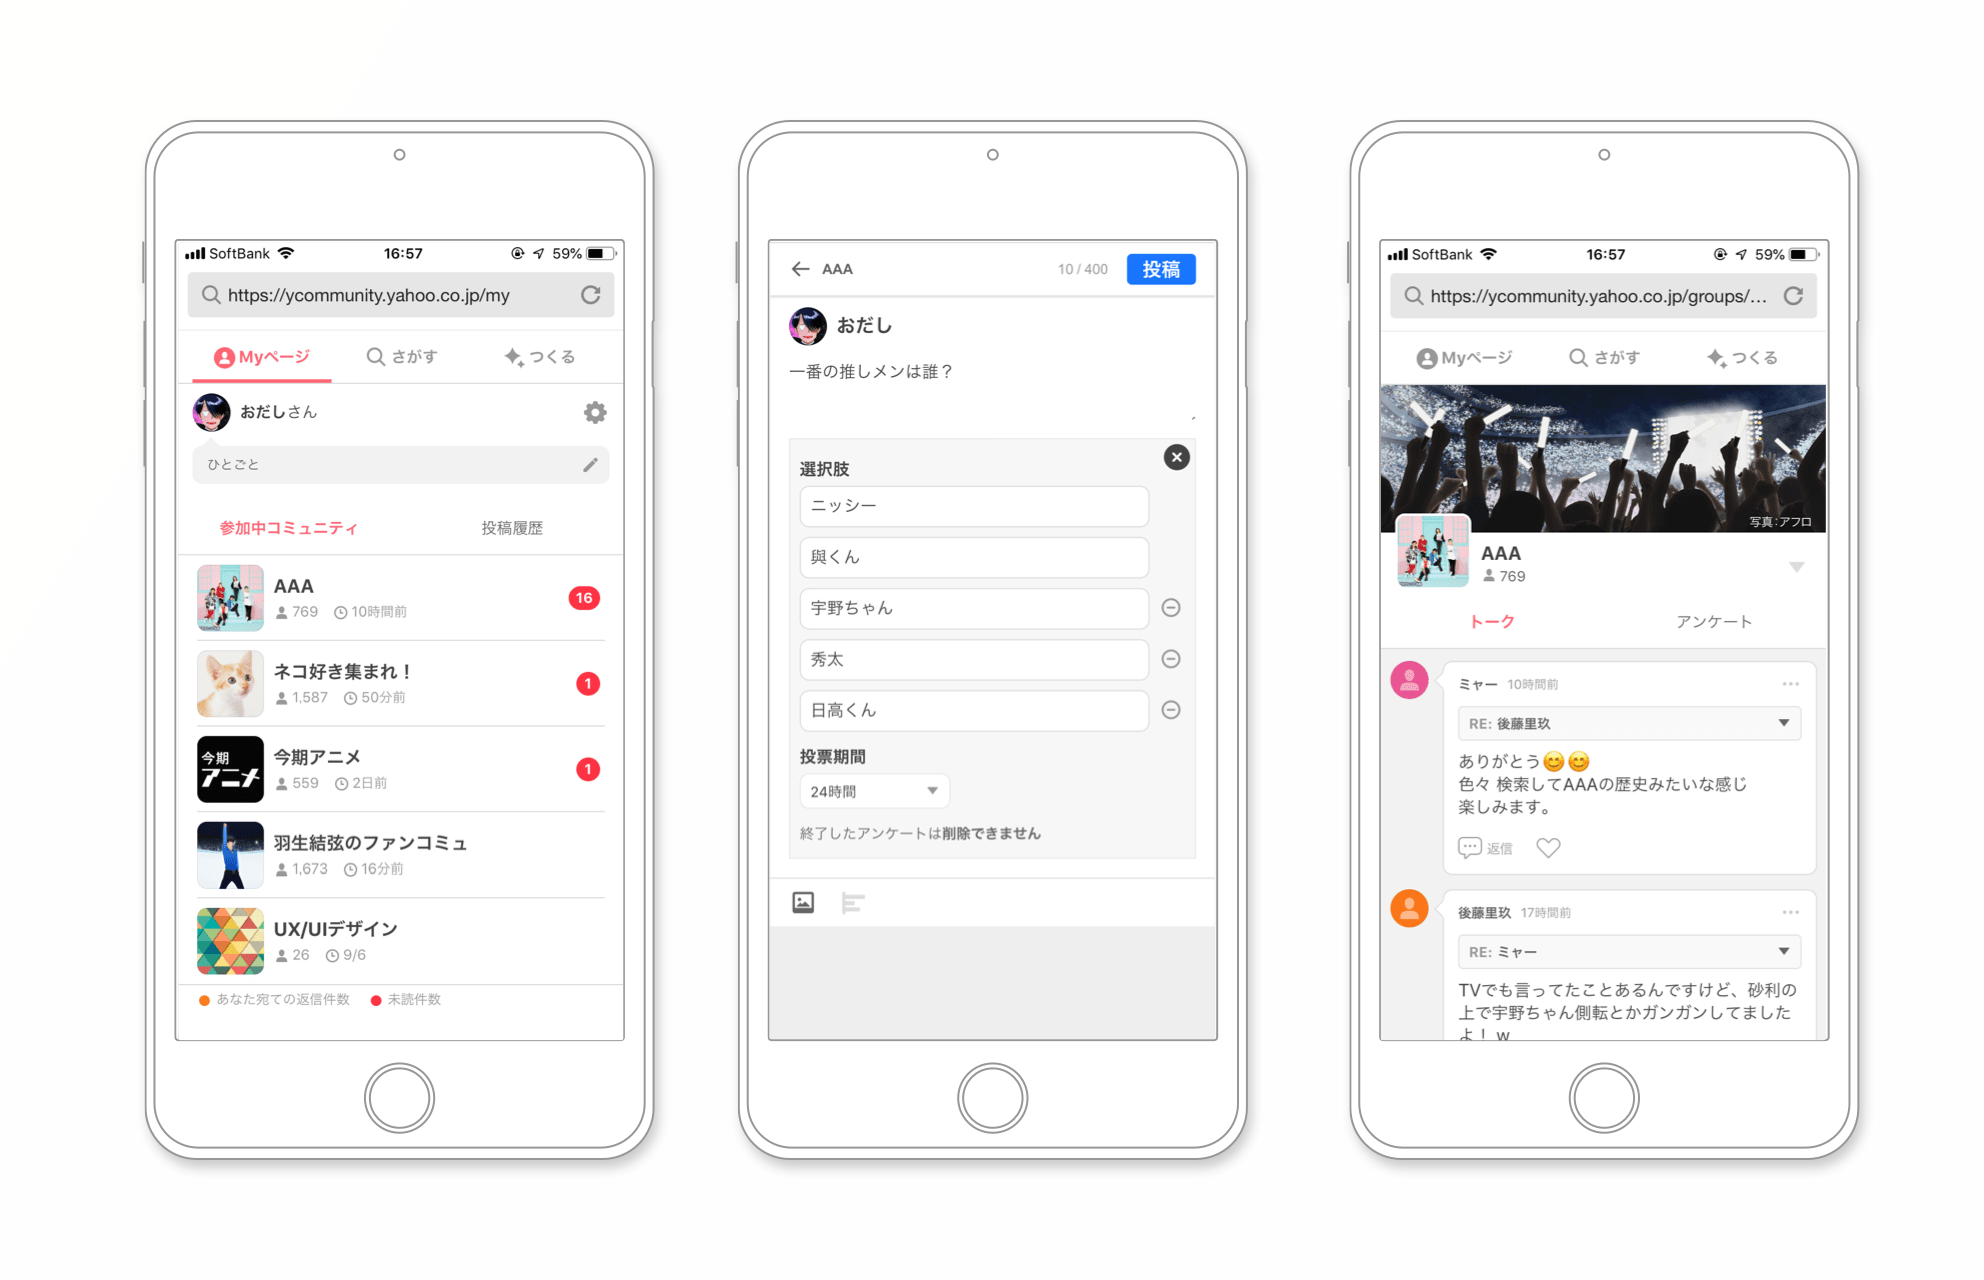 SoftBank 16:57 59%
https://ycommunity.yahoo.co.jp/my
Myページ さがす つくる
おだしさん
ひとごと
参加中コミュニティ 投稿履歴
AAA
769 10時間前
16
ネコ好き集まれ！
1,587 50分前
1
今期
アニメ
今期アニメ
559 2日前
1
羽生結弦のファンコミュ
1,673 16分前
UX/UIデザイン
26 9/6
あなた宛ての返信件数 未読件数
AAA 10 / 400 投稿
おだし
一番の推しメンは誰？
選択肢
ニッシー
與くん
宇野ちゃん
秀太
日高くん
投票期間
24時間
終了したアンケートは削除できません
SoftBank 16:57 59%
https://ycommunity.yahoo.co.jp/groups/...
Myページ さがす つくる
写真：アフロ
AAA
769
トーク アンケート
ミャー 10時間前
RE: 後藤里玖
ありがとう😊😊
色々 検索してAAAの歴史みたいな感じ
楽しみます。
返信
後藤里玖 17時間前
RE: ミャー
TVでも言ってたことあるんですけど、砂利の
上で宇野ちゃん側転とかガンガンしてました
よ！ w